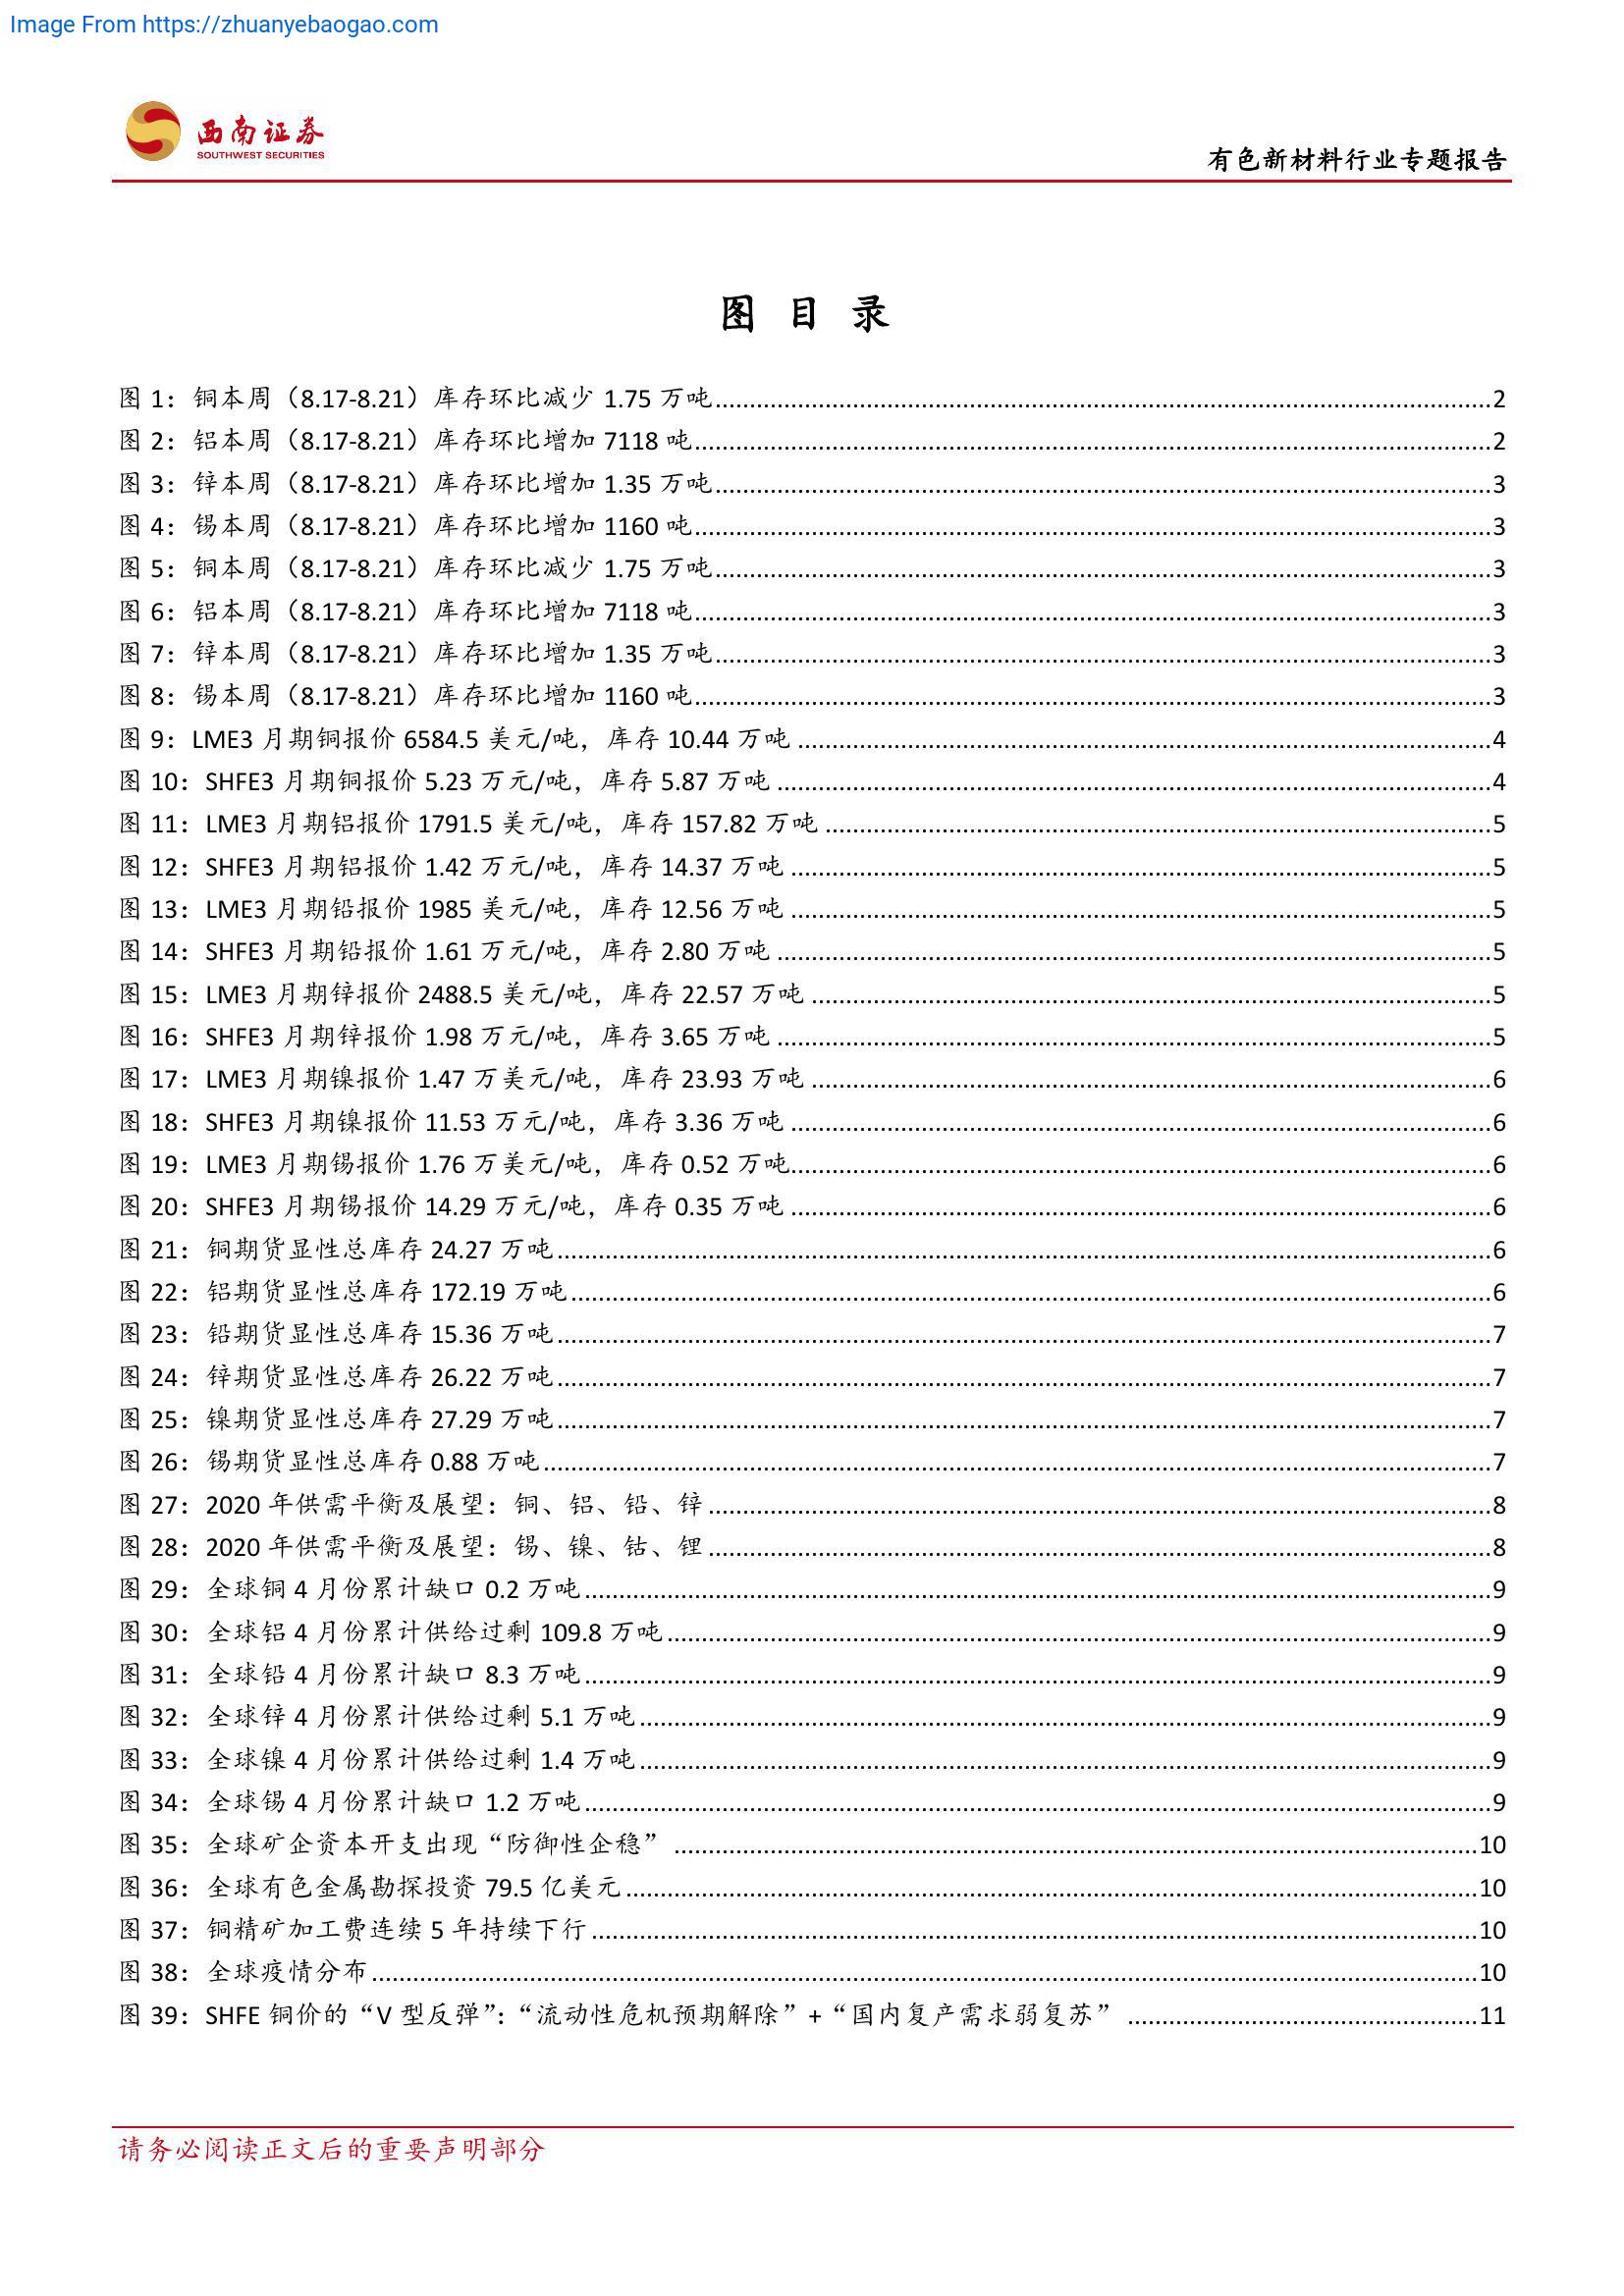 Image From https://zhuanyebaogao.com
西南证券
SOUTHWEST SECURITIES
有色新材料行业专题报告
图 目 录
图 1：铜本周（8.17-8.21）库存环比减少 1.75 万吨 2
图 2：铝本周（8.17-8.21）库存环比增加 7118 吨 2
图 3：锌本周（8.17-8.21）库存环比增加 1.35 万吨 3
图 4：锡本周（8.17-8.21）库存环比增加 1160 吨 3
图 5：铜本周（8.17-8.21）库存环比减少 1.75 万吨 3
图 6：铝本周（8.17-8.21）库存环比增加 7118 吨 3
图 7：锌本周（8.17-8.21）库存环比增加 1.35 万吨 3
图 8：锡本周（8.17-8.21）库存环比增加 1160 吨 3
图 9：LME3 月期铜报价 6584.5 美元/吨，库存 10.44 万吨 4
图 10：SHFE3 月期铜报价 5.23 万元/吨，库存 5.87 万吨 4
图 11：LME3 月期铝报价 1791.5 美元/吨，库存 157.82 万吨 5
图 12：SHFE3 月期铝报价 1.42 万元/吨，库存 14.37 万吨 5
图 13：LME3 月期铅报价 1985 美元/吨，库存 12.56 万吨 5
图 14：SHFE3 月期铅报价 1.61 万元/吨，库存 2.80 万吨 5
图 15：LME3 月期锌报价 2488.5 美元/吨，库存 22.57 万吨 5
图 16：SHFE3 月期锌报价 1.98 万元/吨，库存 3.65 万吨 5
图 17：LME3 月期镍报价 1.47 万美元/吨，库存 23.93 万吨 6
图 18：SHFE3 月期镍报价 11.53 万元/吨，库存 3.36 万吨 6
图 19：LME3 月期锡报价 1.76 万美元/吨，库存 0.52 万吨 6
图 20：SHFE3 月期锡报价 14.29 万元/吨，库存 0.35 万吨 6
图 21：铜期货显性总库存 24.27 万吨 6
图 22：铝期货显性总库存 172.19 万吨 6
图 23：铅期货显性总库存 15.36 万吨 7
图 24：锌期货显性总库存 26.22 万吨 7
图 25：镍期货显性总库存 27.29 万吨 7
图 26：锡期货显性总库存 0.88 万吨 7
图 27：2020 年供需平衡及展望：铜、铝、铅、锌 8
图 28：2020 年供需平衡及展望：锡、镍、钴、锂 8
图 29：全球铜 4 月份累计缺口 0.2 万吨 9
图 30：全球铝 4 月份累计供给过剩 109.8 万吨 9
图 31：全球铅 4 月份累计缺口 8.3 万吨 9
图 32：全球锌 4 月份累计供给过剩 5.1 万吨 9
图 33：全球镍 4 月份累计供给过剩 1.4 万吨 9
图 34：全球锡 4 月份累计缺口 1.2 万吨 9
图 35：全球矿企资本开支出现“防御性企稳” 10
图 36：全球有色金属勘探投资 79.5 亿美元 10
图 37：铜精矿加工费连续 5 年持续下行 10
图 38：全球疫情分布 10
图 39：SHFE 铜价的“V 型反弹”：“流动性危机预期解除”+“国内复产需求弱复苏” 11
请务必阅读正文后的重要声明部分